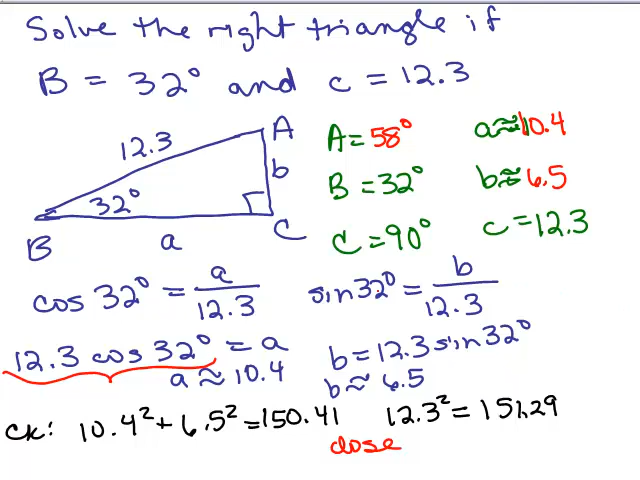 Solve the right triangle if
B = 32° and c = 12.3
12.3
A
b
32°
B
a
C
A = 58°
a ≈ 10.4
B = 32°
b ≈ 6.5
C = 90°
c = 12.3
cos 32° = a/12.3
sin 32° = b/12.3
12.3 cos 32° = a
b = 12.3 sin 32°
a ≈ 10.4
b ≈ 6.5
CK: 10.4² + 6.5² = 150.41 12.3² = 151.29
close